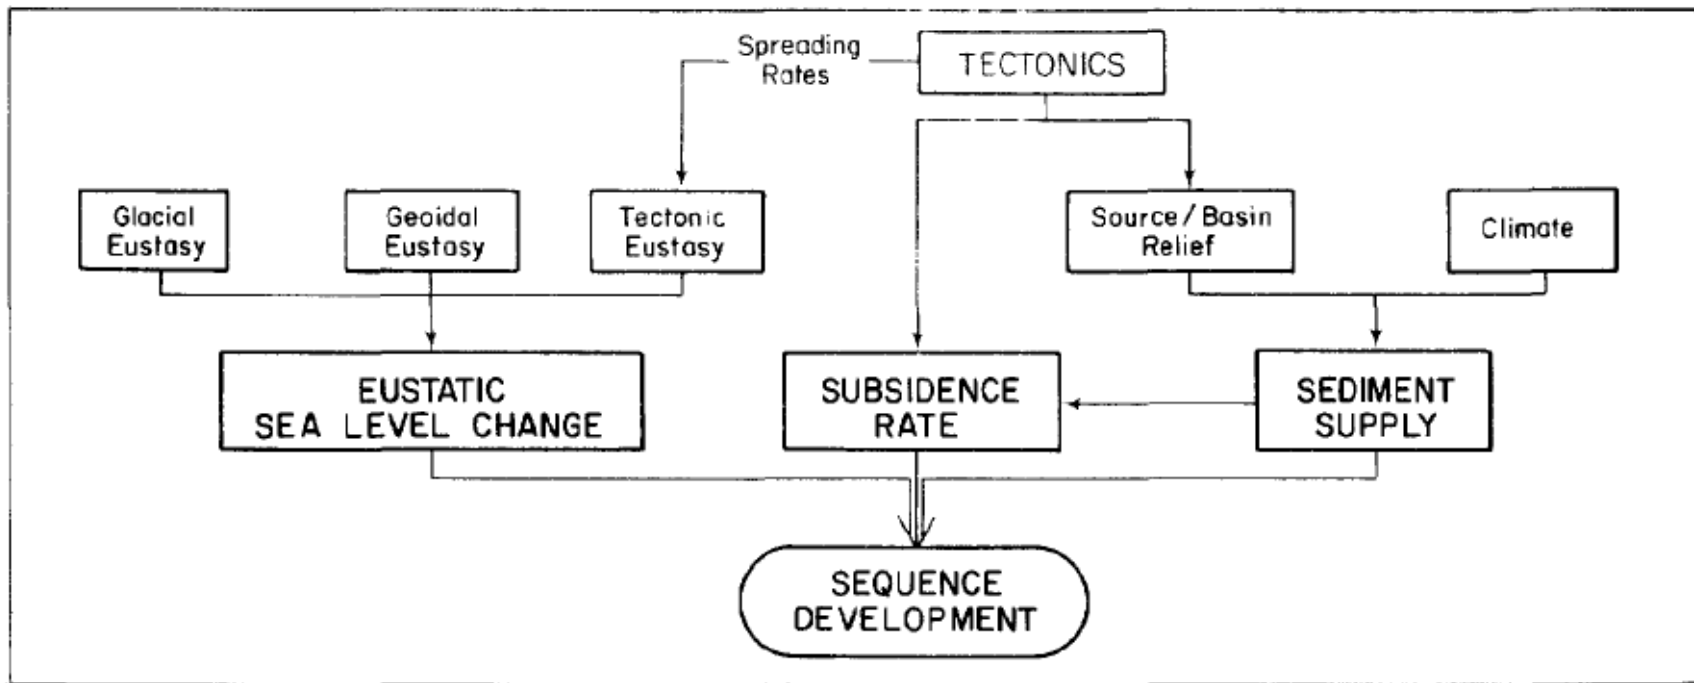 Spreading
Rates
TECTONICS
Glacial
Eustasy
Geoidal
Eustasy
Tectonic
Eustasy
Source/Basin
Relief
Climate
EUSTATIC
SEA LEVEL CHANGE
SUBSIDENCE
RATE
SEDIMENT
SUPPLY
SEQUENCE
DEVELOPMENT